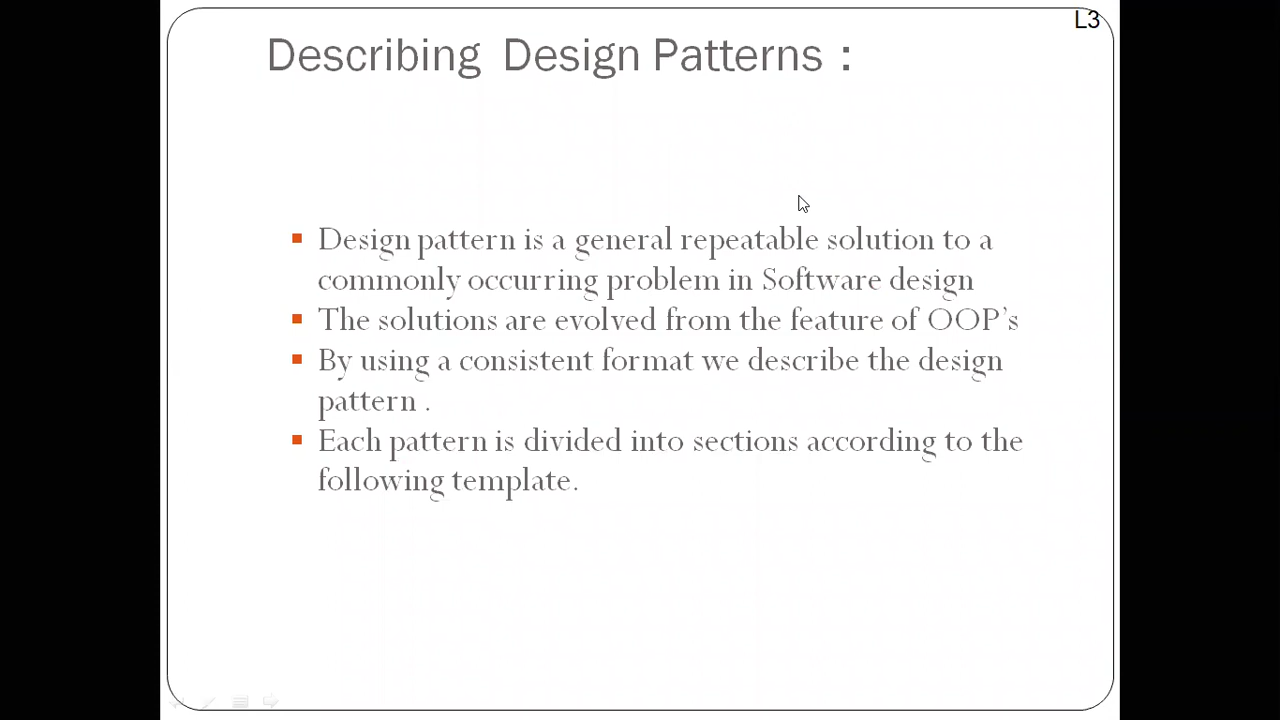 L3
Describing Design Patterns :
Design pattern is a general repeatable solution to a
commonly occurring problem in Software design
The solutions are evolved from the feature of OOP's
By using a consistent format we describe the design
pattern .
Each pattern is divided into sections according to the
following template.